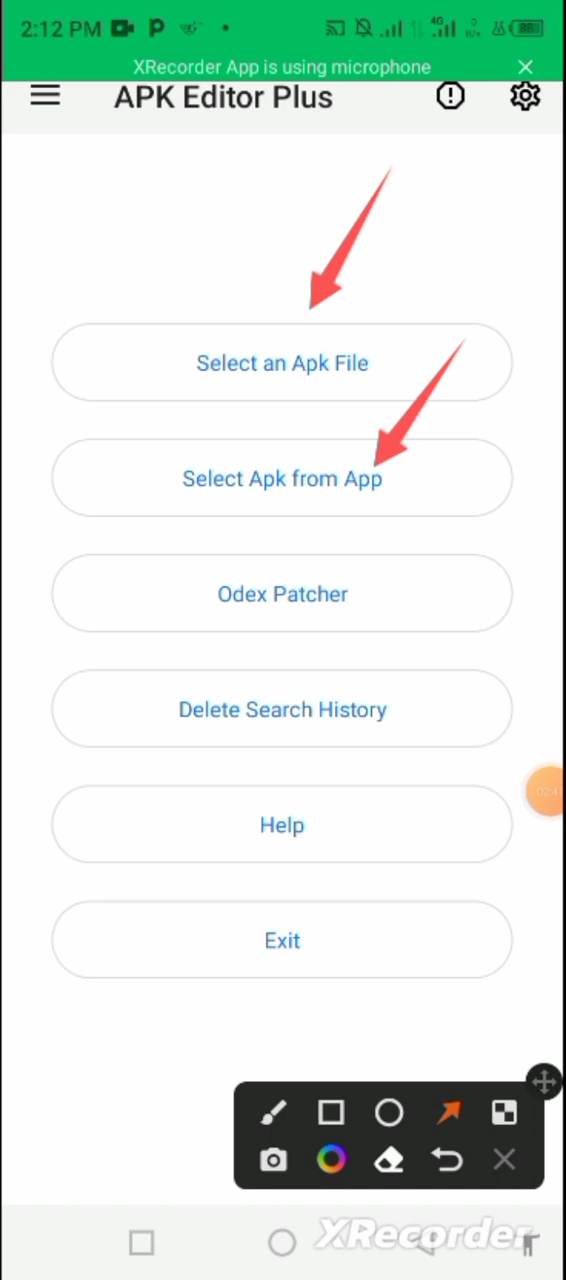 2:12 PM
4G
XRecorder App is using microphone
APK Editor Plus
Select an Apk File
Select Apk from App
Odex Patcher
Delete Search History
Help
Exit
XRecorder